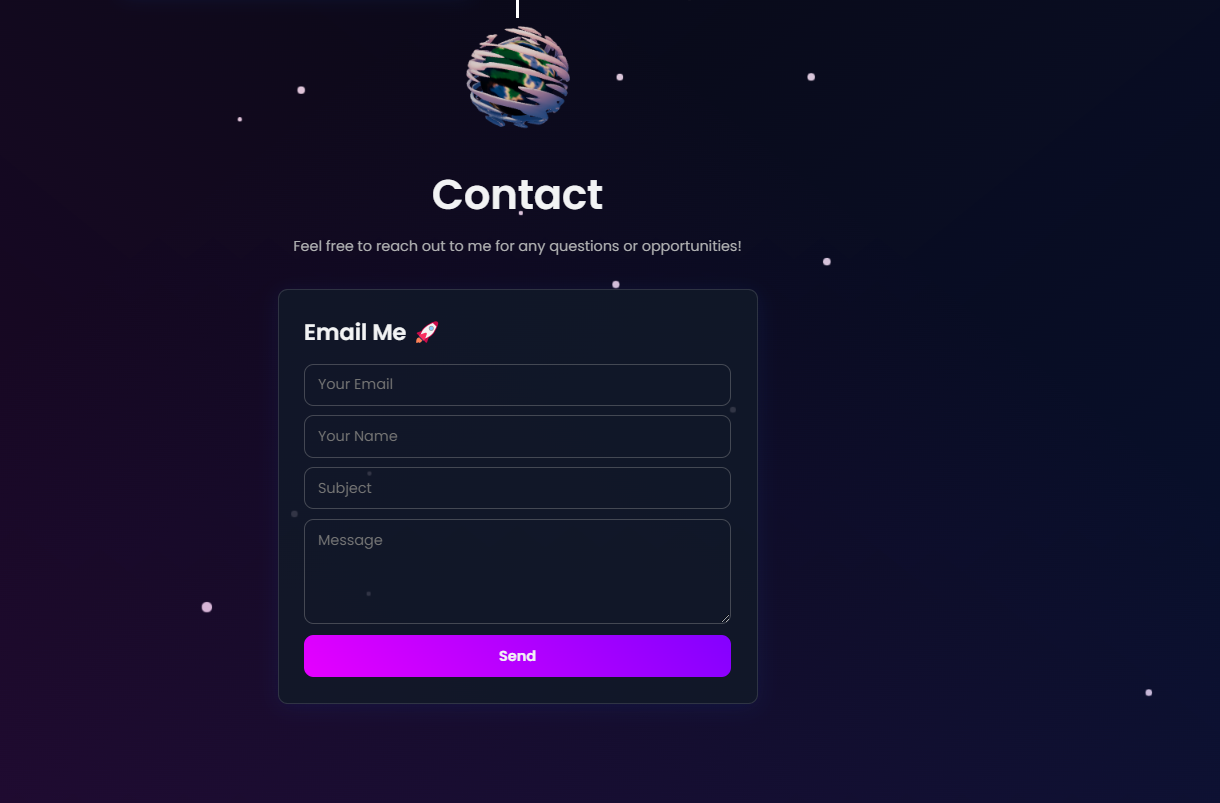 Contact
Feel free to reach out to me for any questions or opportunities!
Email Me 🚀
Your Email
Your Name
Subject
Message
Send